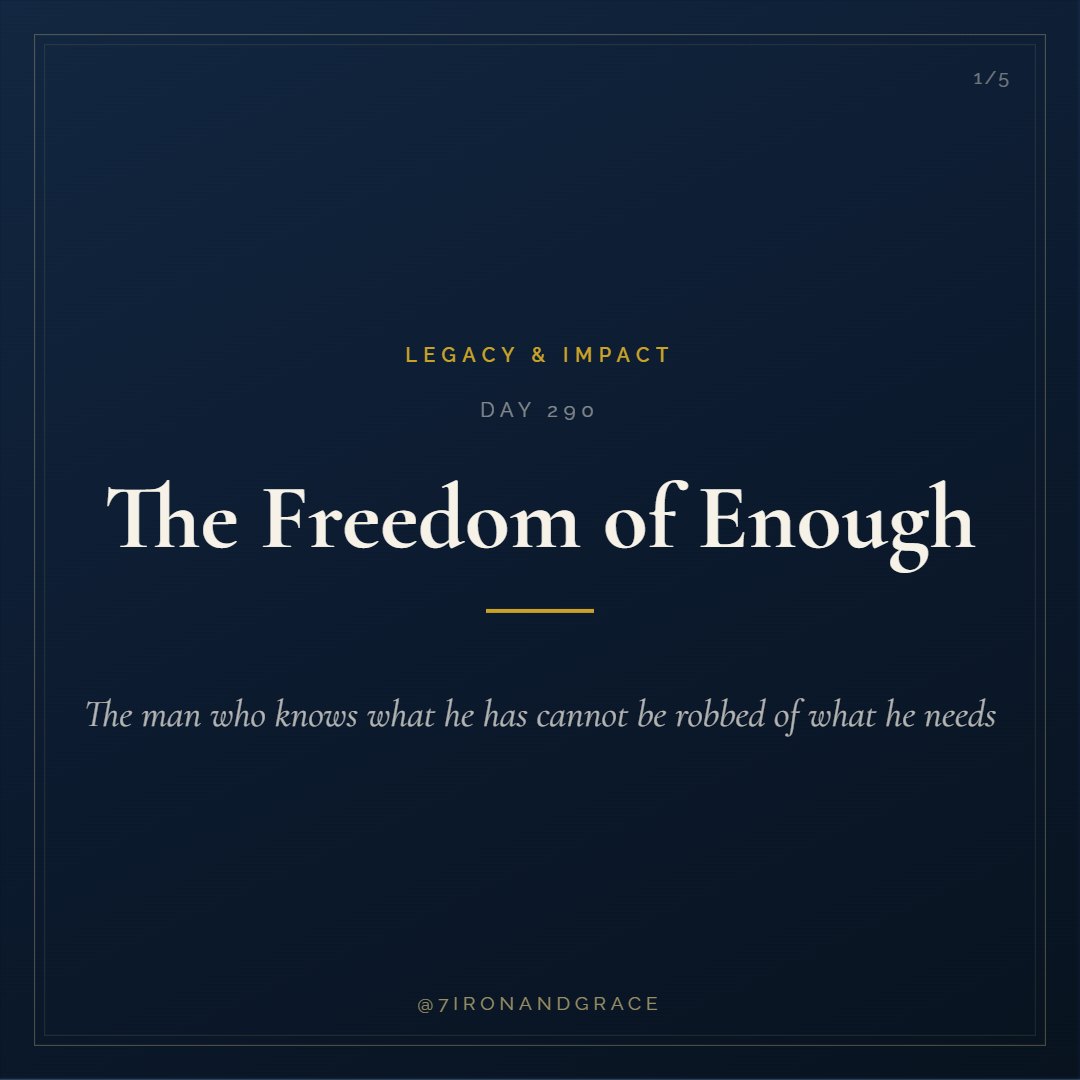 1/5
LEGACY & IMPACT
DAY 290
The Freedom of Enough
The man who knows what he has cannot be robbed of what he needs
@7IRONANDGRACE